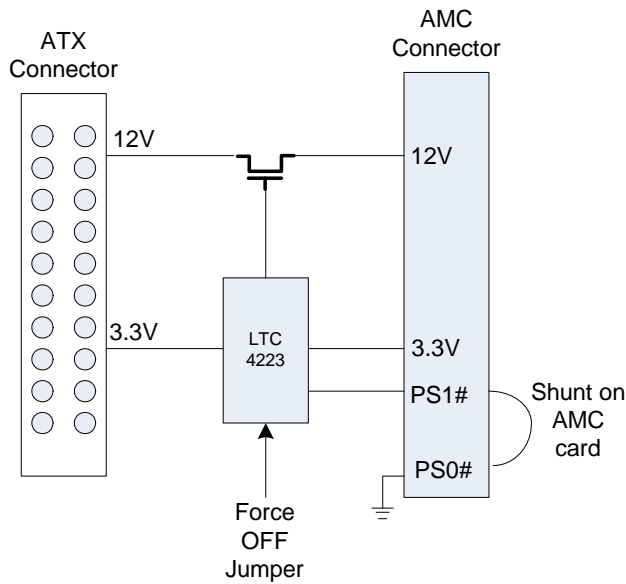 ATX
Connector
AMC
Connector
12V
12V
3.3V
LTC
4223
3.3V
PS1#
Shunt on
AMC
card
PS0#
Force
OFF
Jumper